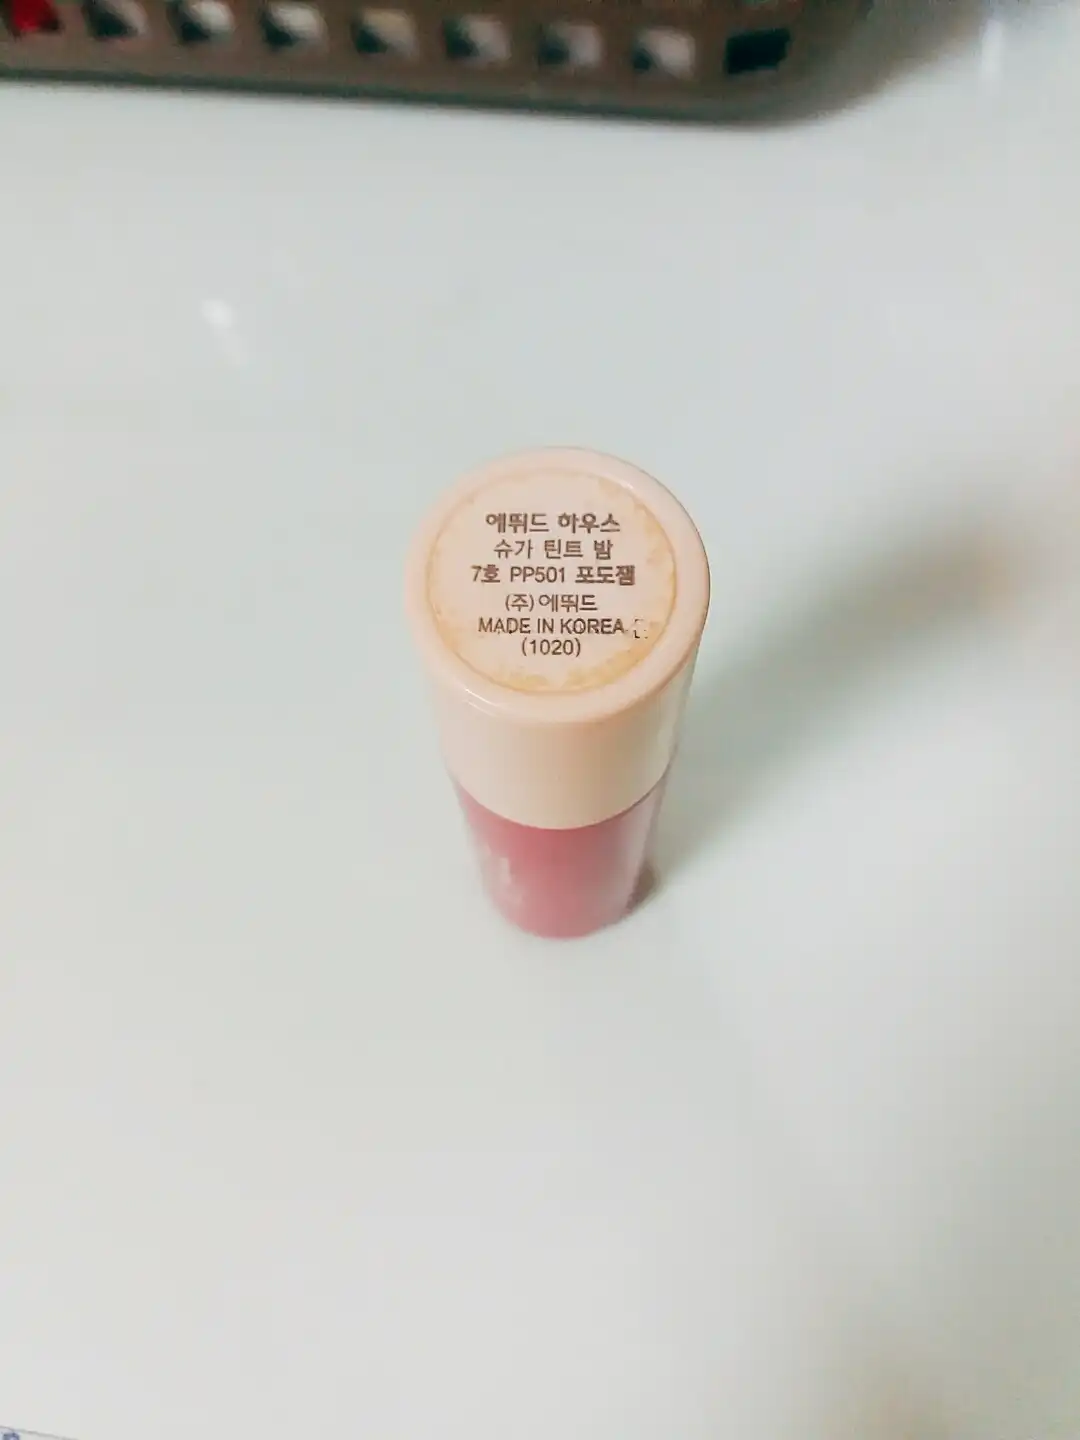 에뛰드 하우스
슈가 틴트 밤
7호 PP501 포도잼
(주)에뛰드
MADE IN KOREA
(1020)